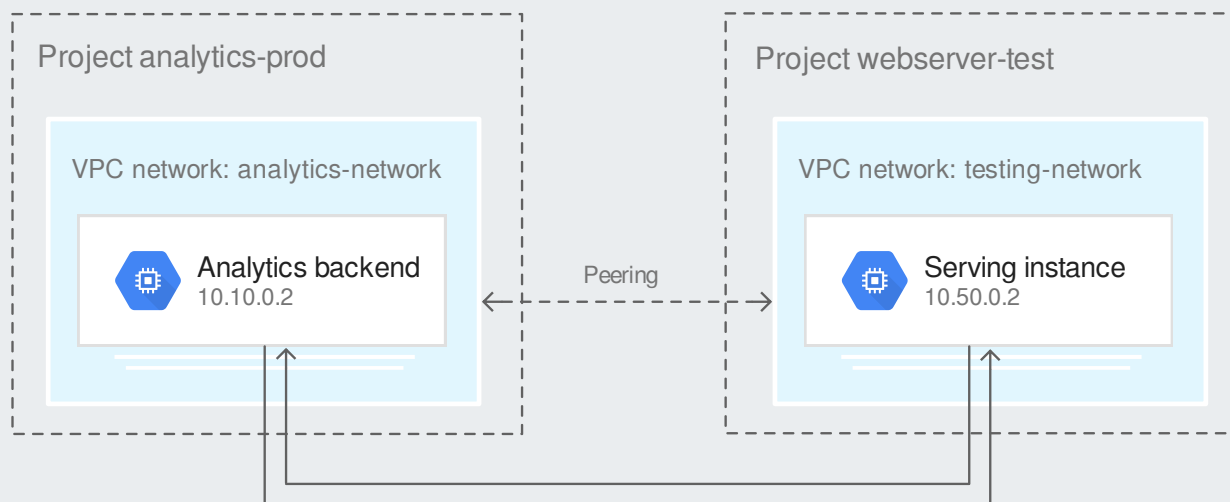 Project analytics-prod
VPC network: analytics-network
Analytics backend
10.10.0.2
Peering
Project webserver-test
VPC network: testing-network
Serving instance
10.50.0.2